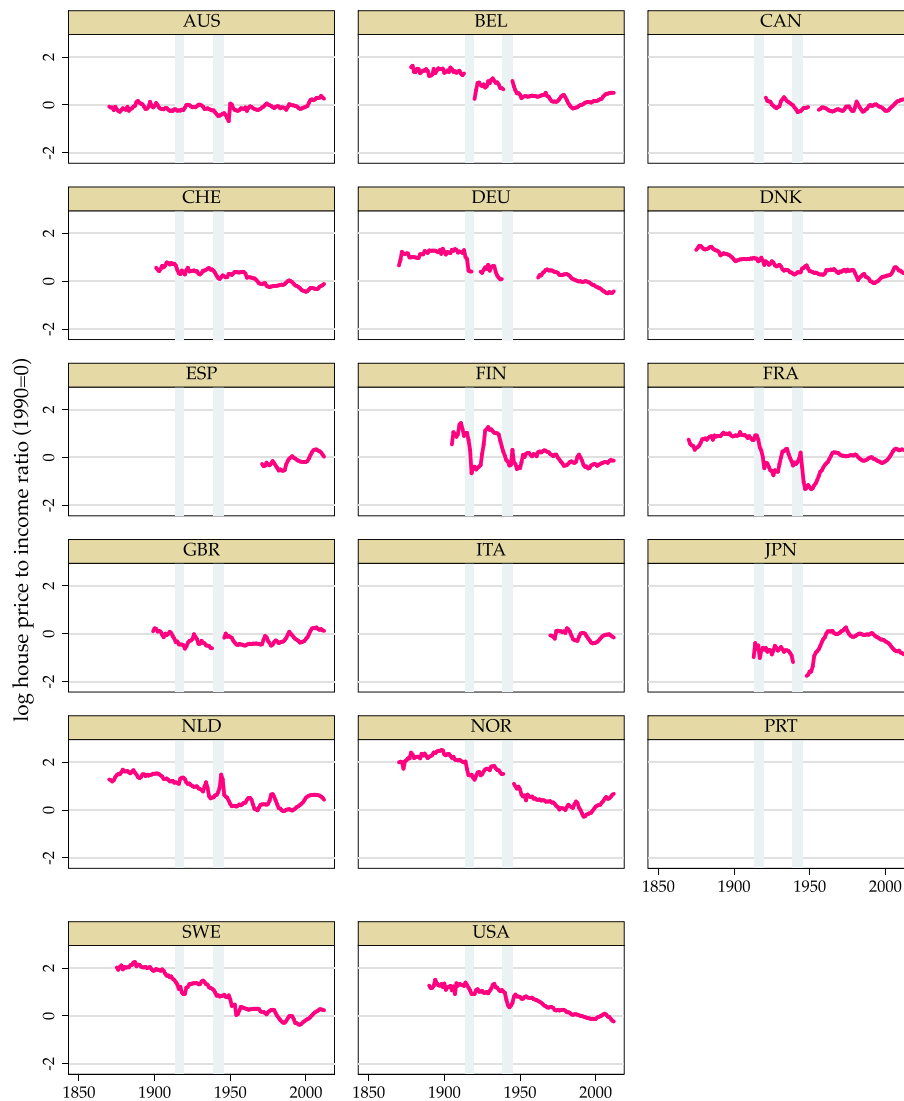 AUS BEL CAN
2
0
-2
CHE DEU DNK
2
0
-2
log house price to income ratio (1990=0)
ESP FIN FRA
2
0
-2
GBR ITA JPN
2
0
-2
NLD NOR PRT
2
0
-2
1850 1900 1950 2000
SWE USA
2
0
-2
1850 1900 1950 2000 1850 1900 1950 2000